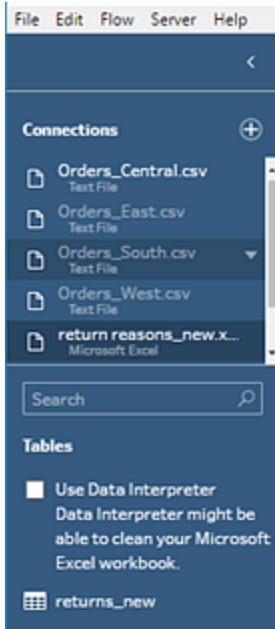 File Edit Flow Server Help
Connections
Orders_Central.csv
Text File
Orders_East.csv
Text File
Orders_South.csv
Text File
Orders_West.csv
Text File
return reasons_new.x...
Microsoft Excel
Search
Tables
Use Data Interpreter
Data Interpreter might be
able to clean your Microsoft
Excel workbook.
returns_new